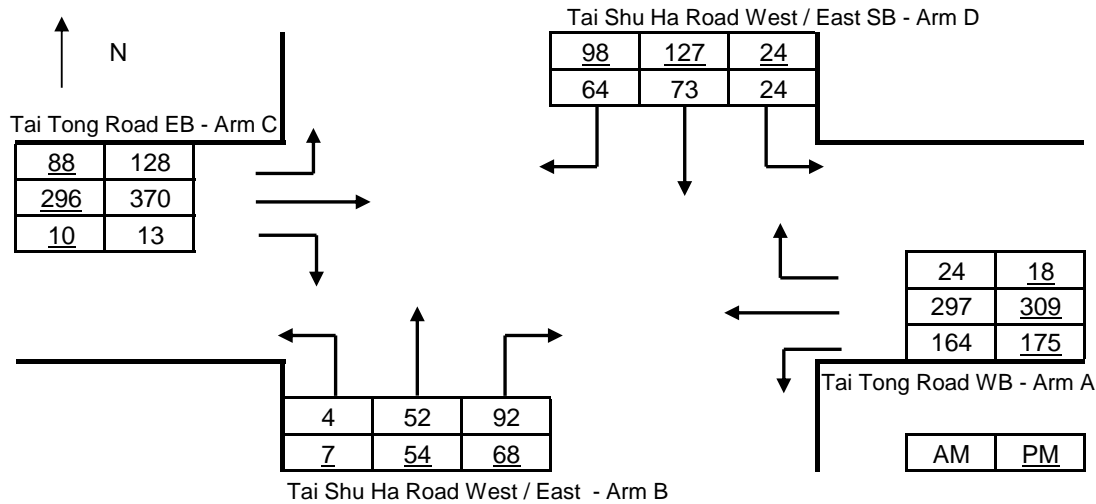 Tai Shu Ha Road West / East SB - Arm D
N
98 127 24
64 73 24
Tai Tong Road EB - Arm C
88 128
296 370
10 13
24 18
297 309
164 175
Tai Tong Road WB - Arm A
4 52 92
7 54 68
AM PM
Tai Shu Ha Road West / East - Arm B